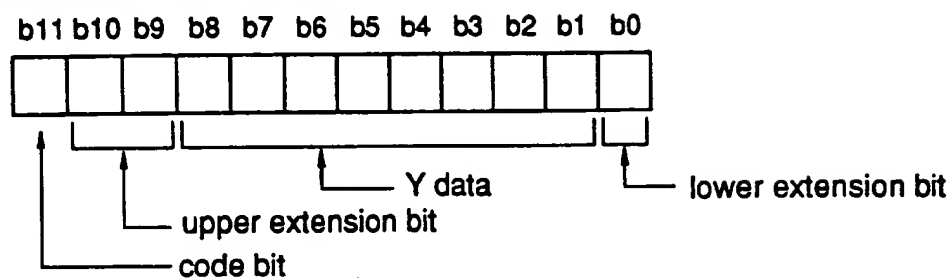 b11 b10 b9 b8 b7 b6 b5 b4 b3 b2 b1 b0
Y data
lower extension bit
upper extension bit
code bit